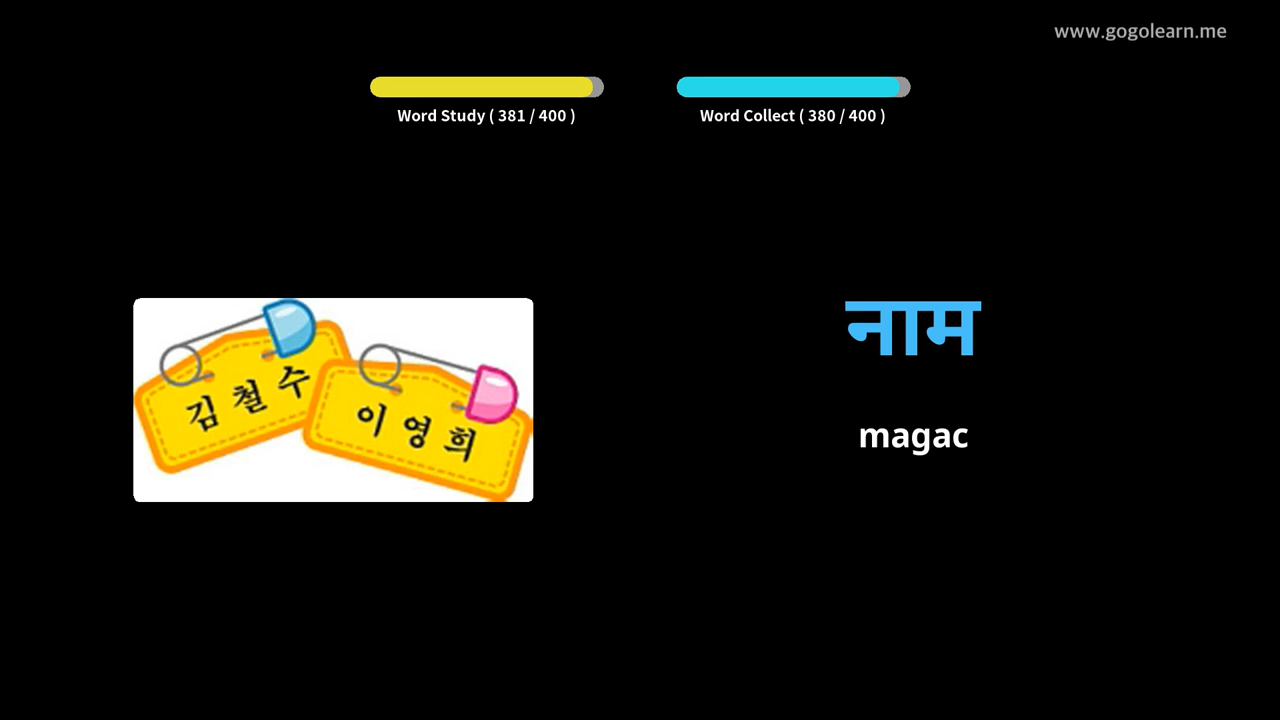 www.gogolearn.me
Word Study ( 381 / 400 )
Word Collect ( 380 / 400 )
김철수
이영희
नाम
magac